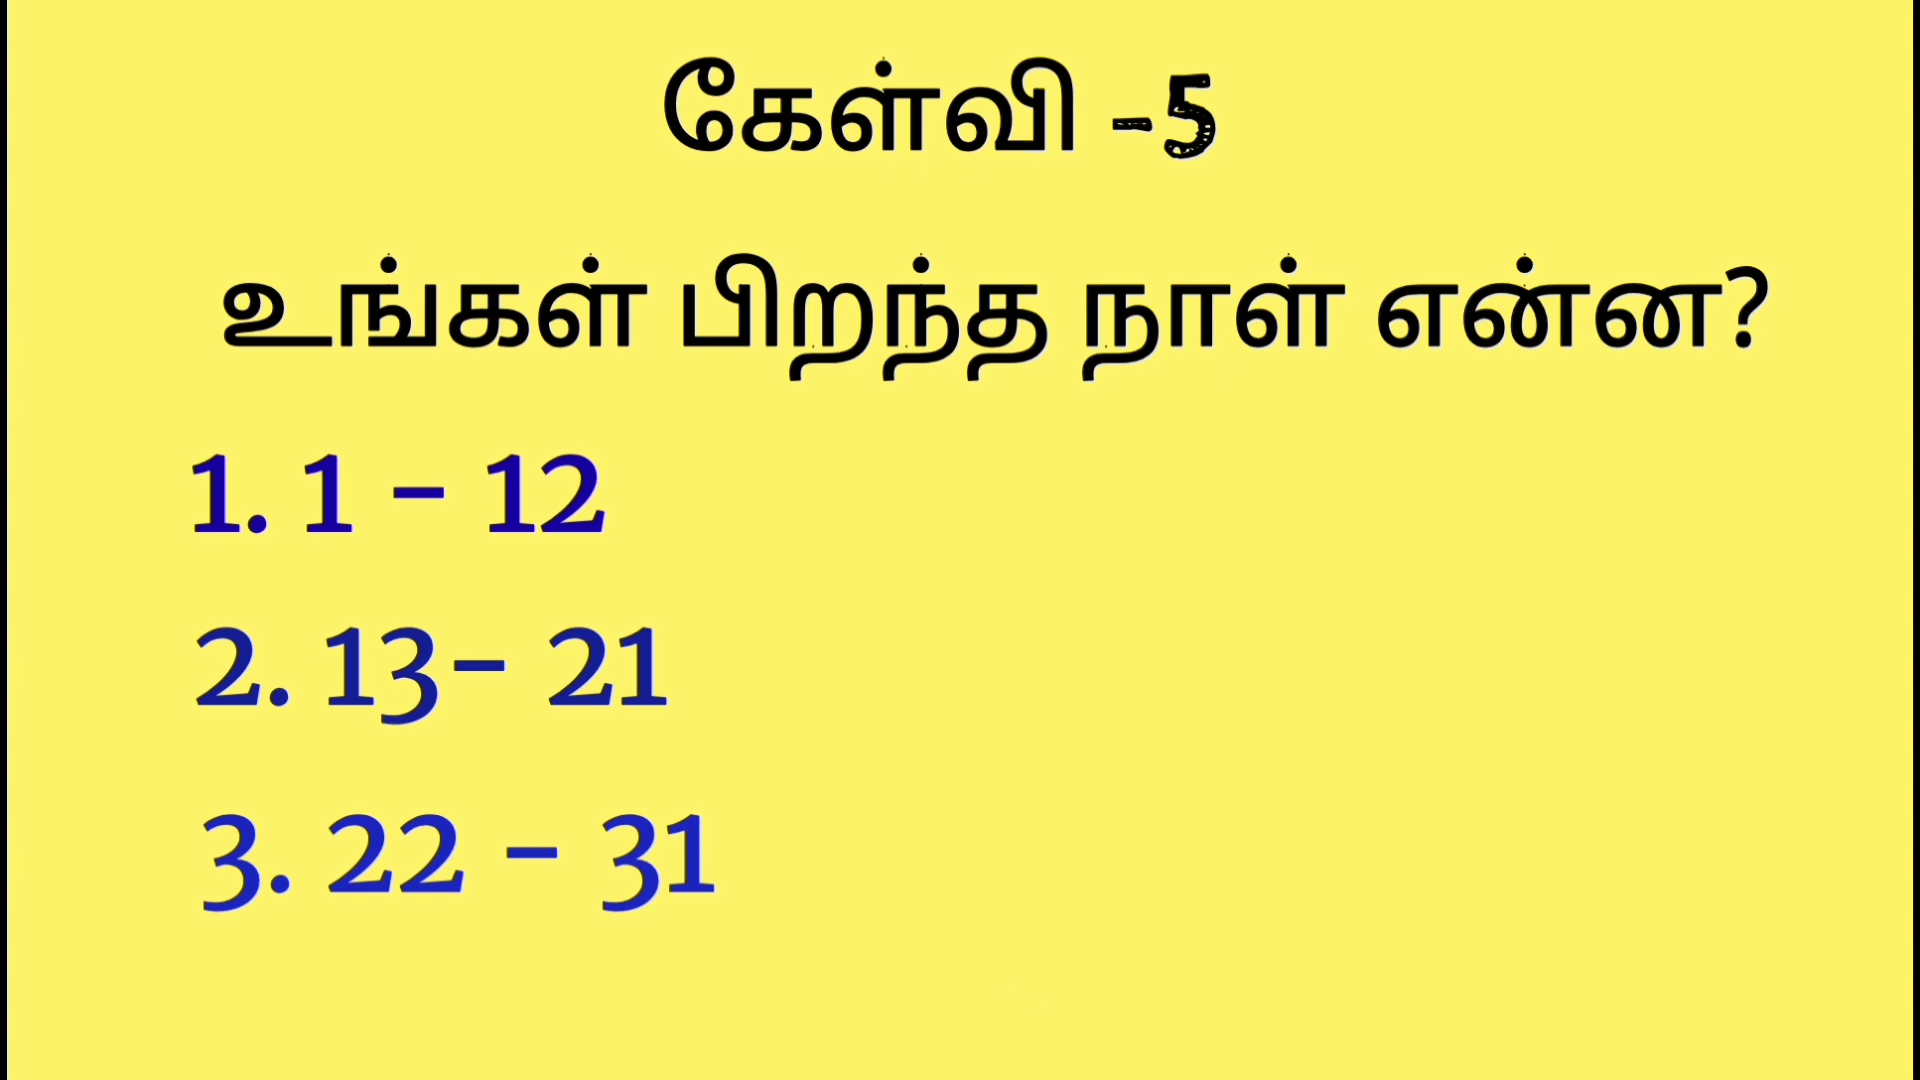 கேள்வி -5
உங்கள் பிறந்த நாள் என்ன?
1. 1 - 12
2. 13- 21
3. 22 - 31